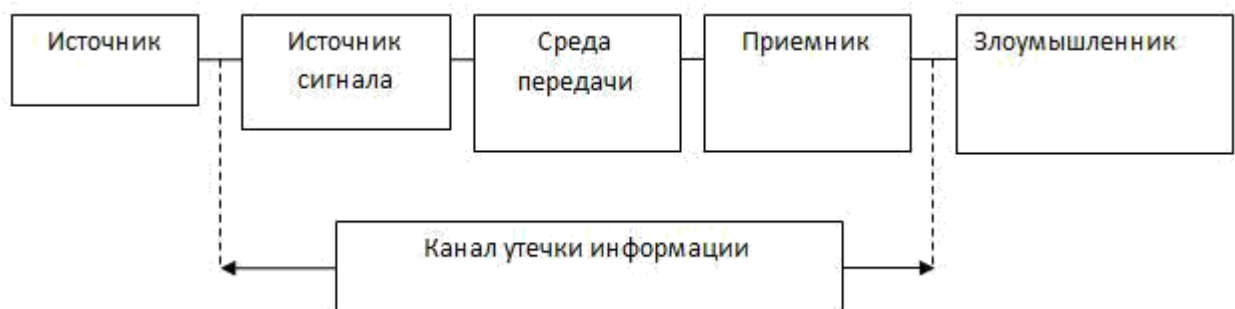 Источник
Источник
сигнала
Среда
передачи
Приемник
Злоумышленник
Канал утечки информации